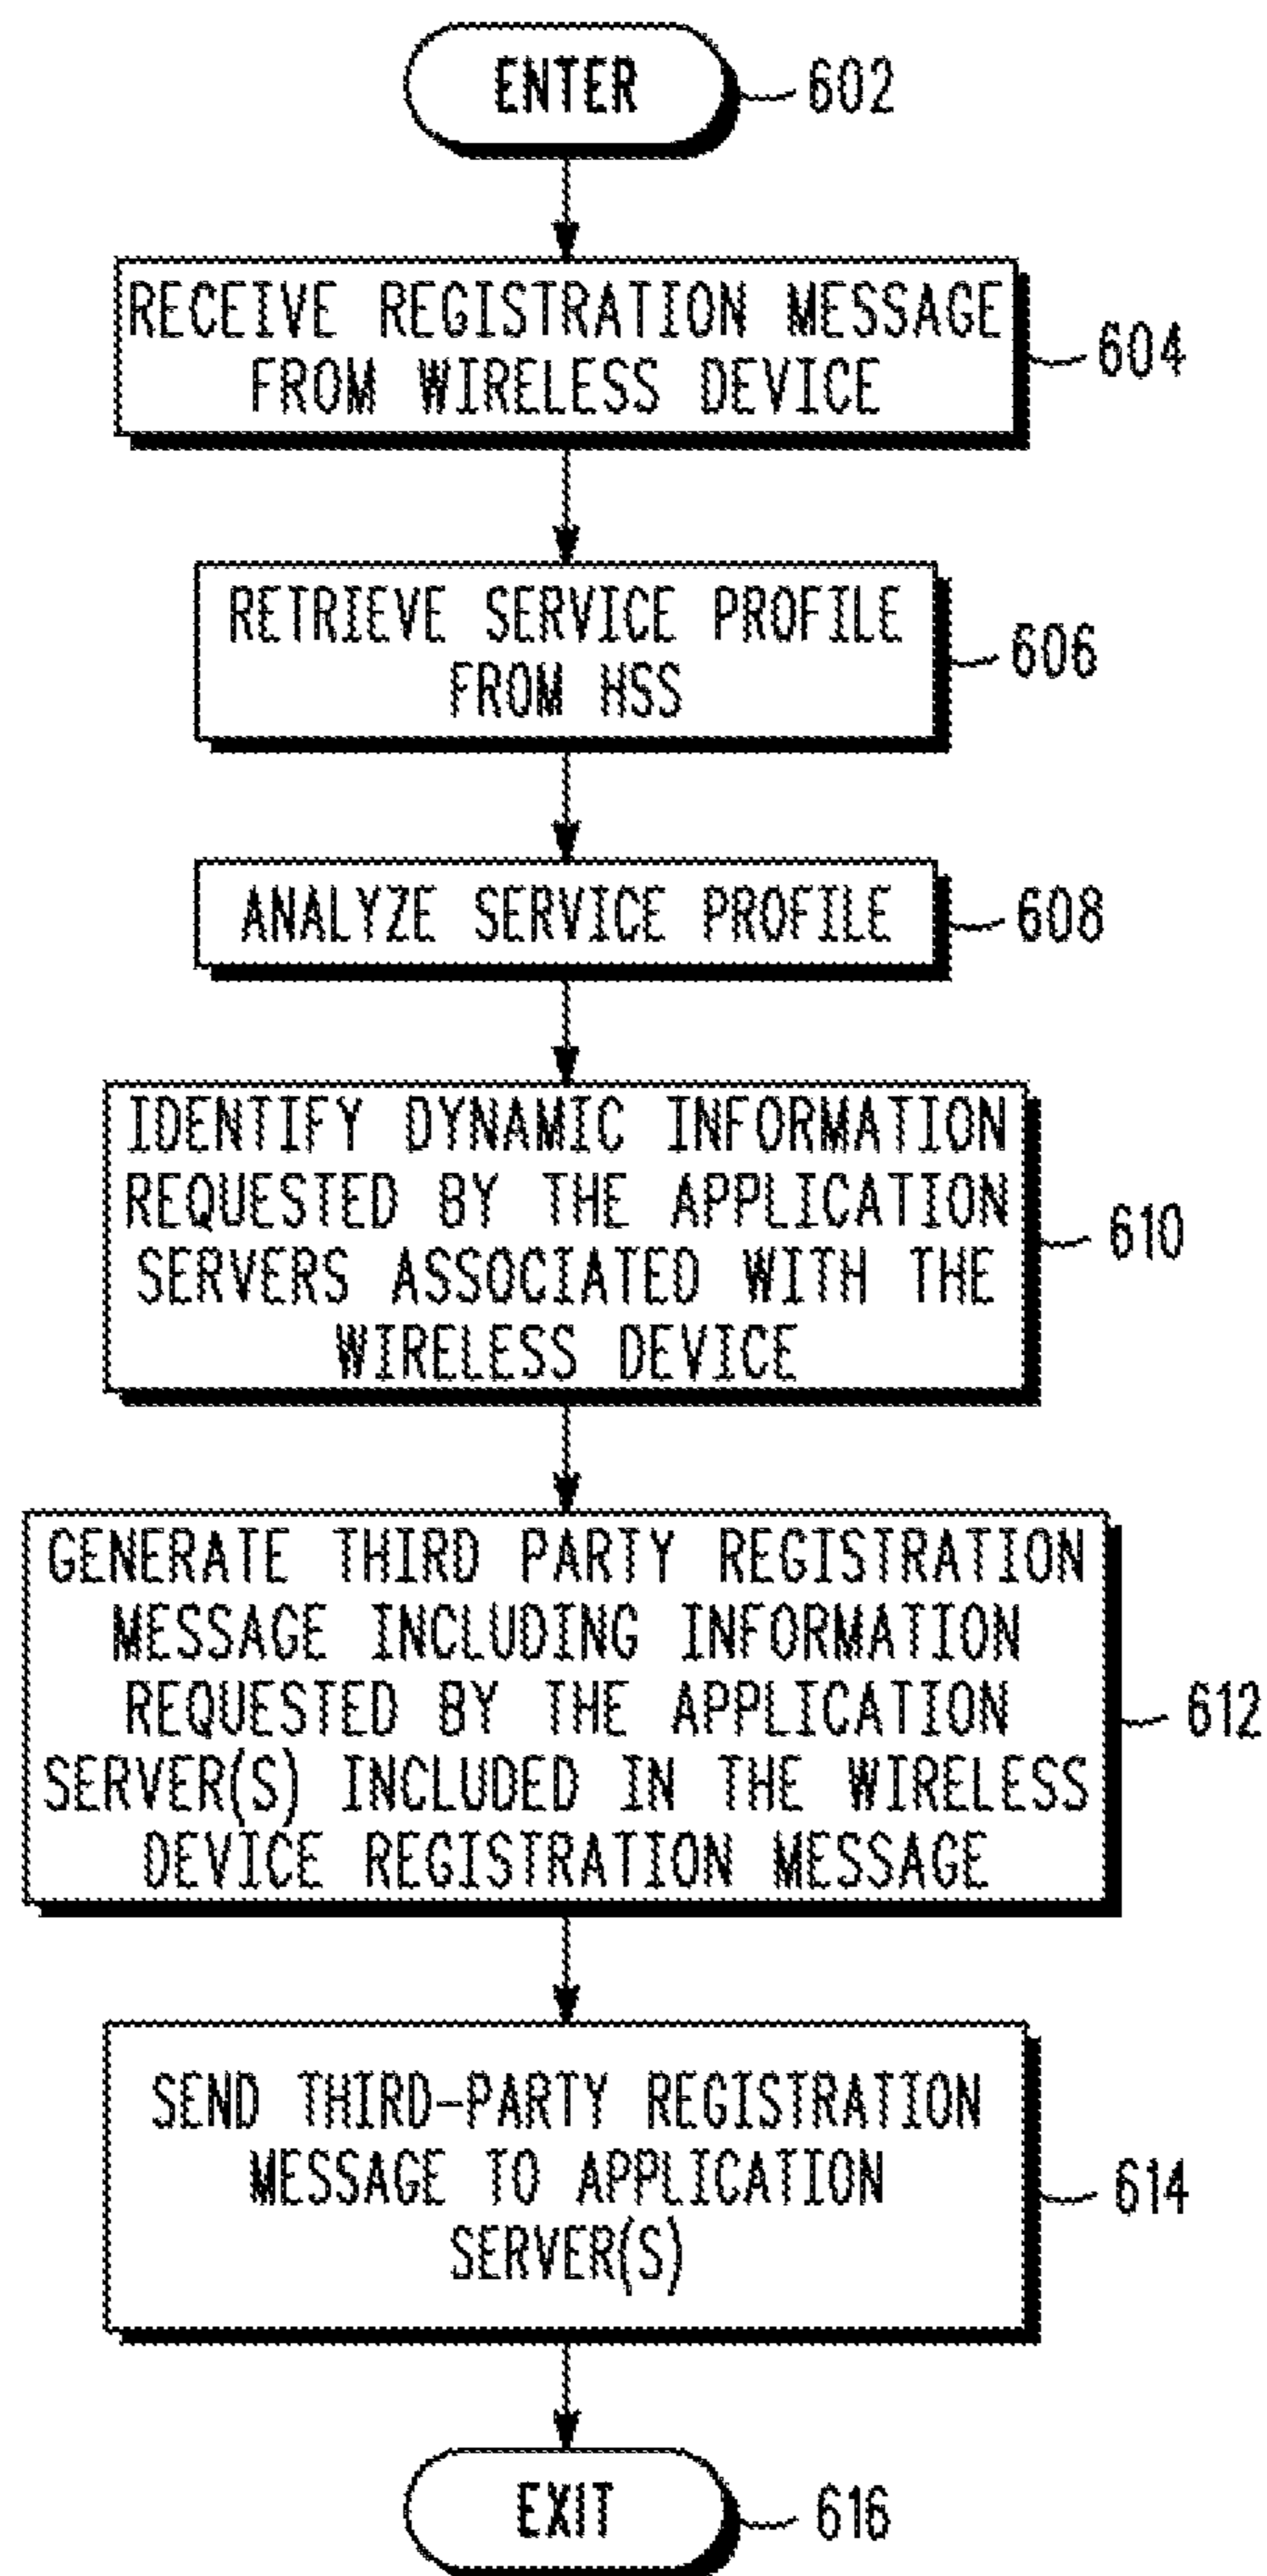 ENTER
602
RECEIVE REGISTRATION MESSAGE
FROM WIRELESS DEVICE
604
RETRIEVE SERVICE PROFILE
FROM HSS
606
ANALYZE SERVICE PROFILE
608
IDENTIFY DYNAMIC INFORMATION
REQUESTED BY THE APPLICATION
SERVERS ASSOCIATED WITH THE
WIRELESS DEVICE
610
GENERATE THIRD PARTY REGISTRATION
MESSAGE INCLUDING INFORMATION
REQUESTED BY THE APPLICATION
SERVER(S) INCLUDED IN THE WIRELESS
DEVICE REGISTRATION MESSAGE
612
SEND THIRD-PARTY REGISTRATION
MESSAGE TO APPLICATION
SERVER(S)
614
EXIT
616